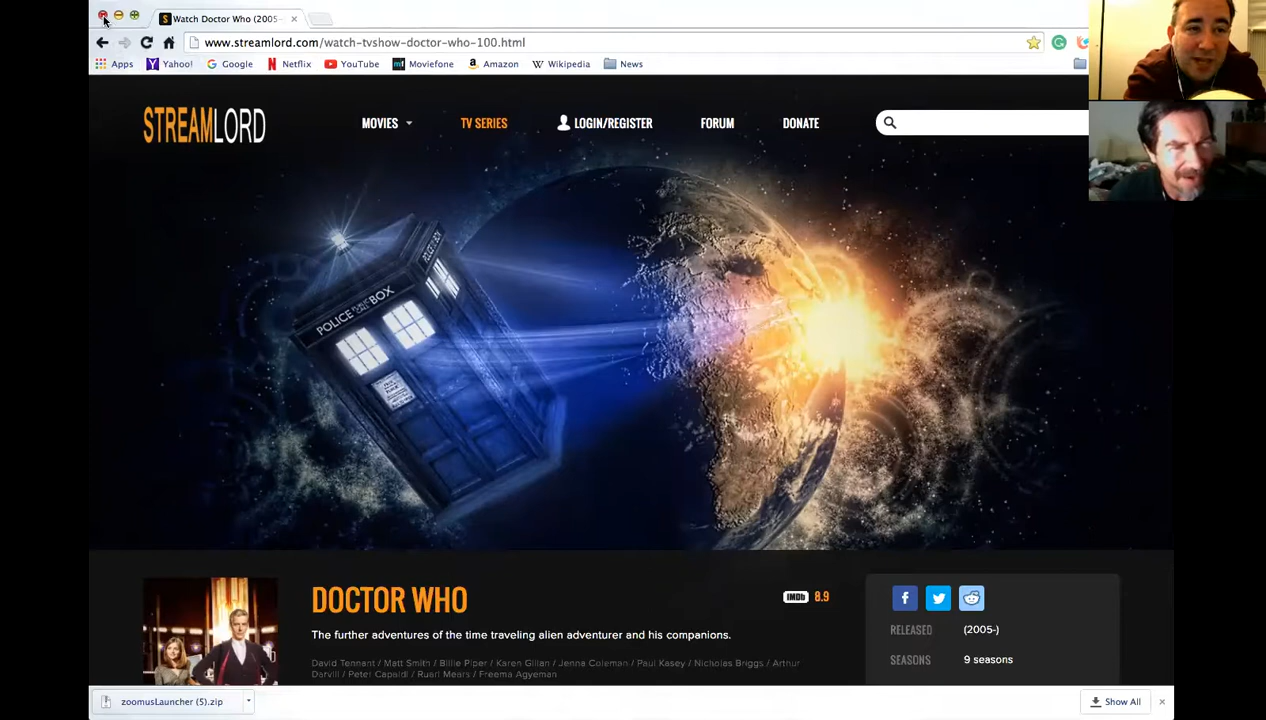 Watch Doctor Who (2005-
www.streamlord.com/watch-tvshow-doctor-who-100.html
Apps Yahoo! Google Netflix YouTube Moviefone Amazon Wikipedia News
STREAMLORD MOVIES TV SERIES LOGIN/REGISTER FORUM DONATE
POLICE PUBLIC CALL BOX
DOCTOR WHO
IMDb 8.9
The further adventures of the time traveling alien adventurer and his companions.
David Tennant / Matt Smith / Billie Piper / Karen Gillan / Jenna Coleman / Paul Kasey / Nicholas Briggs / Arthur
Darvill / Peter Capaldi / Ruari Mears / Freema Agyeman
RELEASED (2005-)
SEASONS 9 seasons
zoomusLauncher (5).zip
Show All